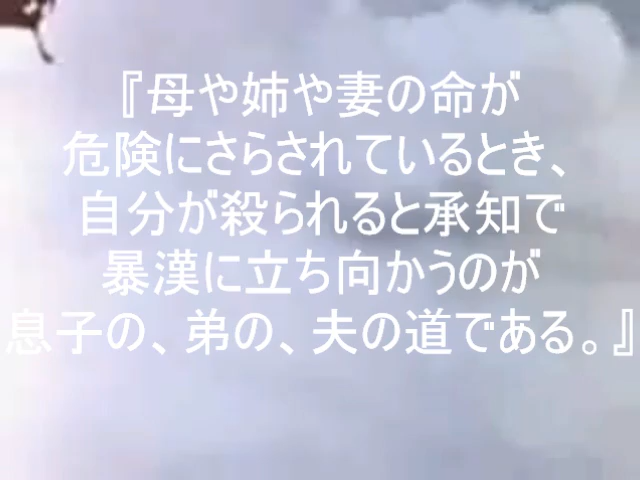 『母や姉や妻の命が
危険にさらされているとき、
自分が殺られると承知で
暴漢に立ち向かうのが
息子の、弟の、夫の道である。』